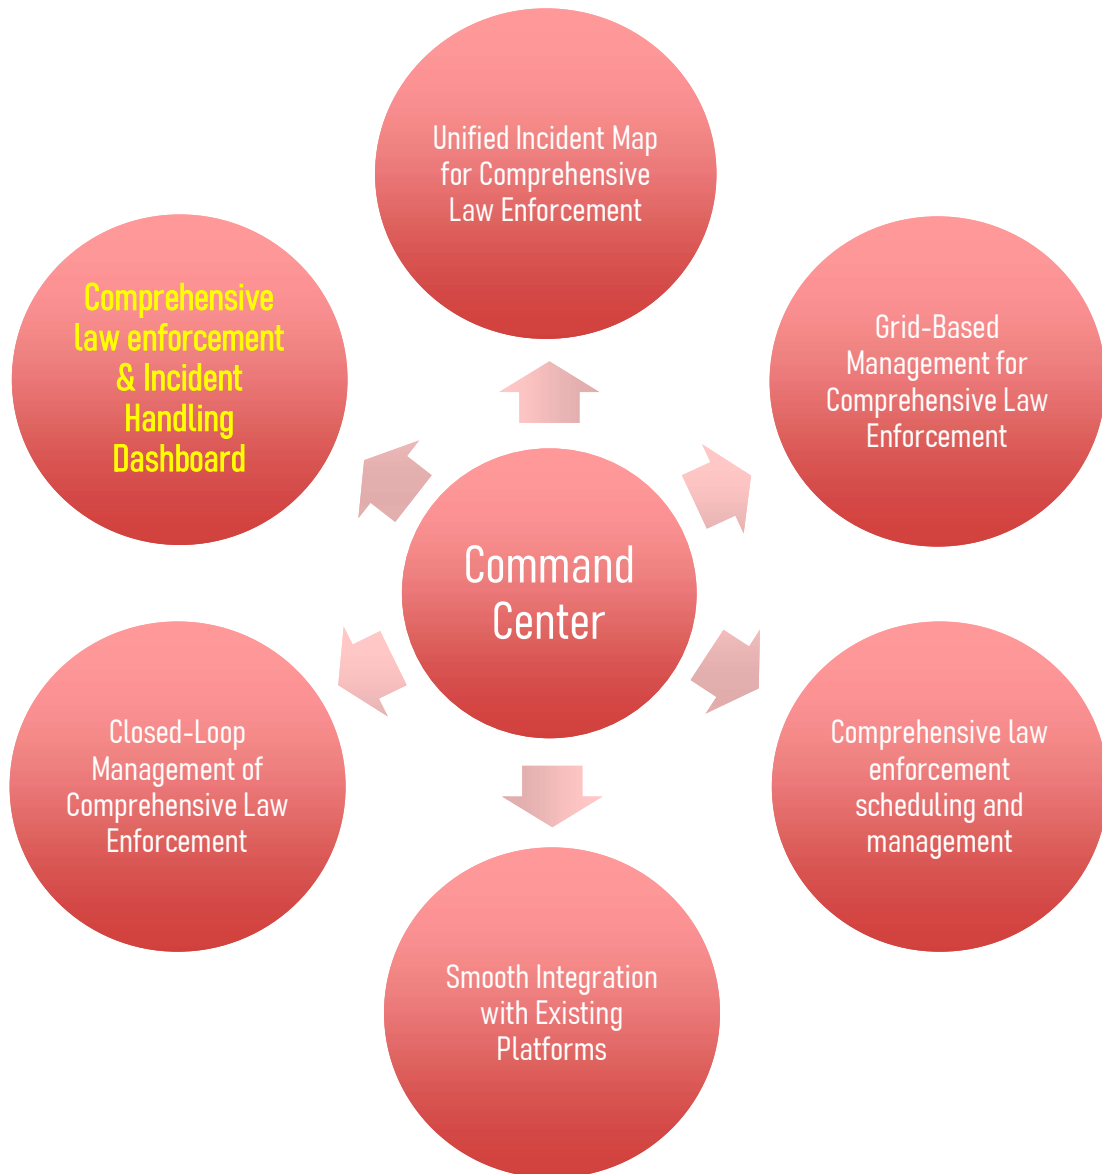 Unified Incident Map
for Comprehensive
Law Enforcement
Comprehensive
law enforcement
& Incident
Handling
Dashboard
Grid-Based
Management for
Comprehensive Law
Enforcement
Command
Center
Closed-Loop
Management of
Comprehensive Law
Enforcement
Comprehensive law
enforcement
scheduling and
management
Smooth Integration
with Existing
Platforms